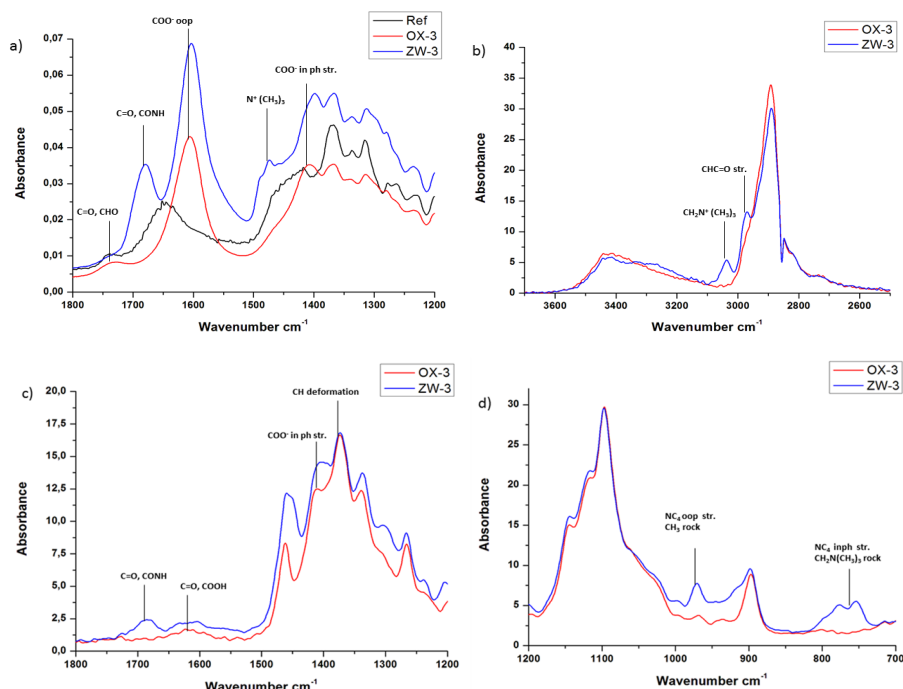 a)
Ref
OX-3
ZW-3
COO⁻ oop
COO⁻ in ph str.
N⁺ (CH₃)₃
C=O, CONH
C=O, CHO
0,07
0,06
0,05
0,04
0,03
0,02
0,01
0,00
Absorbance
1800 1700 1600 1500 1400 1300 1200
Wavenumber cm⁻¹
b)
OX-3
ZW-3
CHC=O str.
CH₂N⁺ (CH₃)₃
40
35
30
25
20
15
10
5
0
Absorbance
3600 3400 3200 3000 2800 2600
Wavenumber cm⁻¹
c)
OX-3
ZW-3
CH deformation
COO⁻ in ph str.
C=O, CONH
C=O, COOH
20,0
17,5
15,0
12,5
10,0
7,5
5,0
2,5
0,0
Absorbance
1800 1700 1600 1500 1400 1300 1200
Wavenumber cm⁻¹
d)
OX-3
ZW-3
NC₄ oop str.
CH₃ rock
NC₄ inph str.
CH₂N(CH₃)₃ rock
30
25
20
15
10
5
0
Absorbance
1200 1100 1000 900 800 700
Wavenumber cm⁻¹